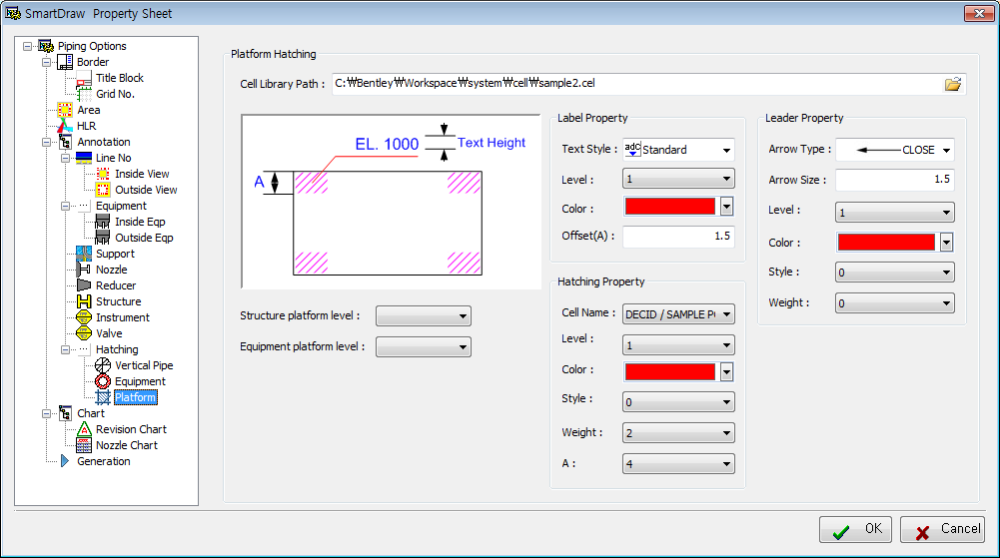 SmartDraw  Property Sheet
Piping Options
Border
Title Block
Grid No.
Area
HLR
Annotation
Line No
Inside View
Outside View
Equipment
Inside Eqp
Outside Eqp
Support
Nozzle
Reducer
Structure
Instrument
Valve
Hatching
Vertical Pipe
Equipment
Platform
Chart
Revision Chart
Nozzle Chart
Generation
Platform Hatching
Cell Library Path : C:₩Bentley₩Workspace₩system₩cell₩sample2.cel
EL. 1000 Text Height
A
Structure platform level :
Equipment platform level :
Label Property
Text Style : adc Standard
Level : 1
Color :
Offset(A) : 1.5
Hatching Property
Cell Name : DECID / SAMPLE P
Level : 1
Color :
Style : 0
Weight : 2
A : 4
Leader Property
Arrow Type : CLOSE
Arrow Size : 1.5
Level : 1
Color :
Style : 0
Weight : 0
OK Cancel